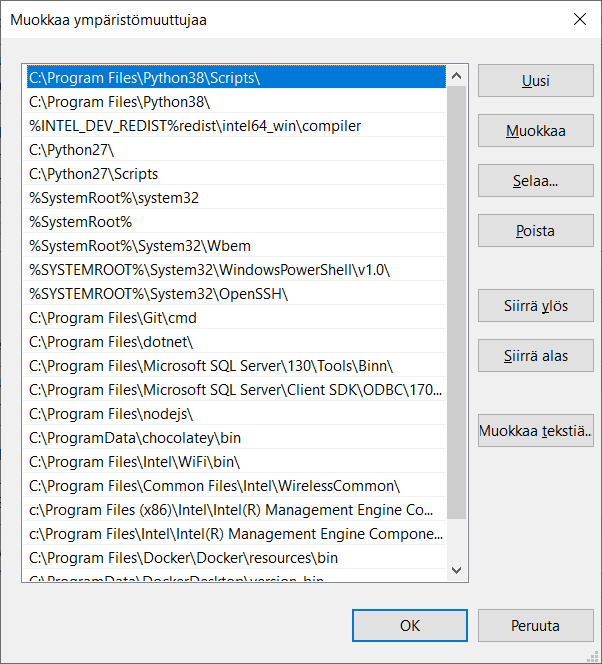 Muokkaa ympäristömuuttujaa
C:\Program Files\Python38\Scripts\
C:\Program Files\Python38\
%INTEL_DEV_REDIST%redist\intel64_win\compiler
C:\Python27\
C:\Python27\Scripts
%SystemRoot%\system32
%SystemRoot%
%SystemRoot%\System32\Wbem
%SYSTEMROOT%\System32\WindowsPowerShell\v1.0\
%SYSTEMROOT%\System32\OpenSSH\
C:\Program Files\Git\cmd
C:\Program Files\dotnet\
C:\Program Files\Microsoft SQL Server\130\Tools\Binn\
C:\Program Files\Microsoft SQL Server\Client SDK\ODBC\170...
C:\Program Files\nodejs\
C:\ProgramData\chocolatey\bin
C:\Program Files\Intel\WiFi\bin\
C:\Program Files\Common Files\Intel\WirelessCommon\
c:\Program Files (x86)\Intel\Intel(R) Management Engine Co...
c:\Program Files\Intel\Intel(R) Management Engine Compone...
C:\Program Files\Docker\Docker\resources\bin
C:\ProgramData\DockerDesktop\version-bin
Uusi
Muokkaa
Selaa...
Poista
Siirrä ylös
Siirrä alas
Muokkaa tekstiä..
OK
Peruuta